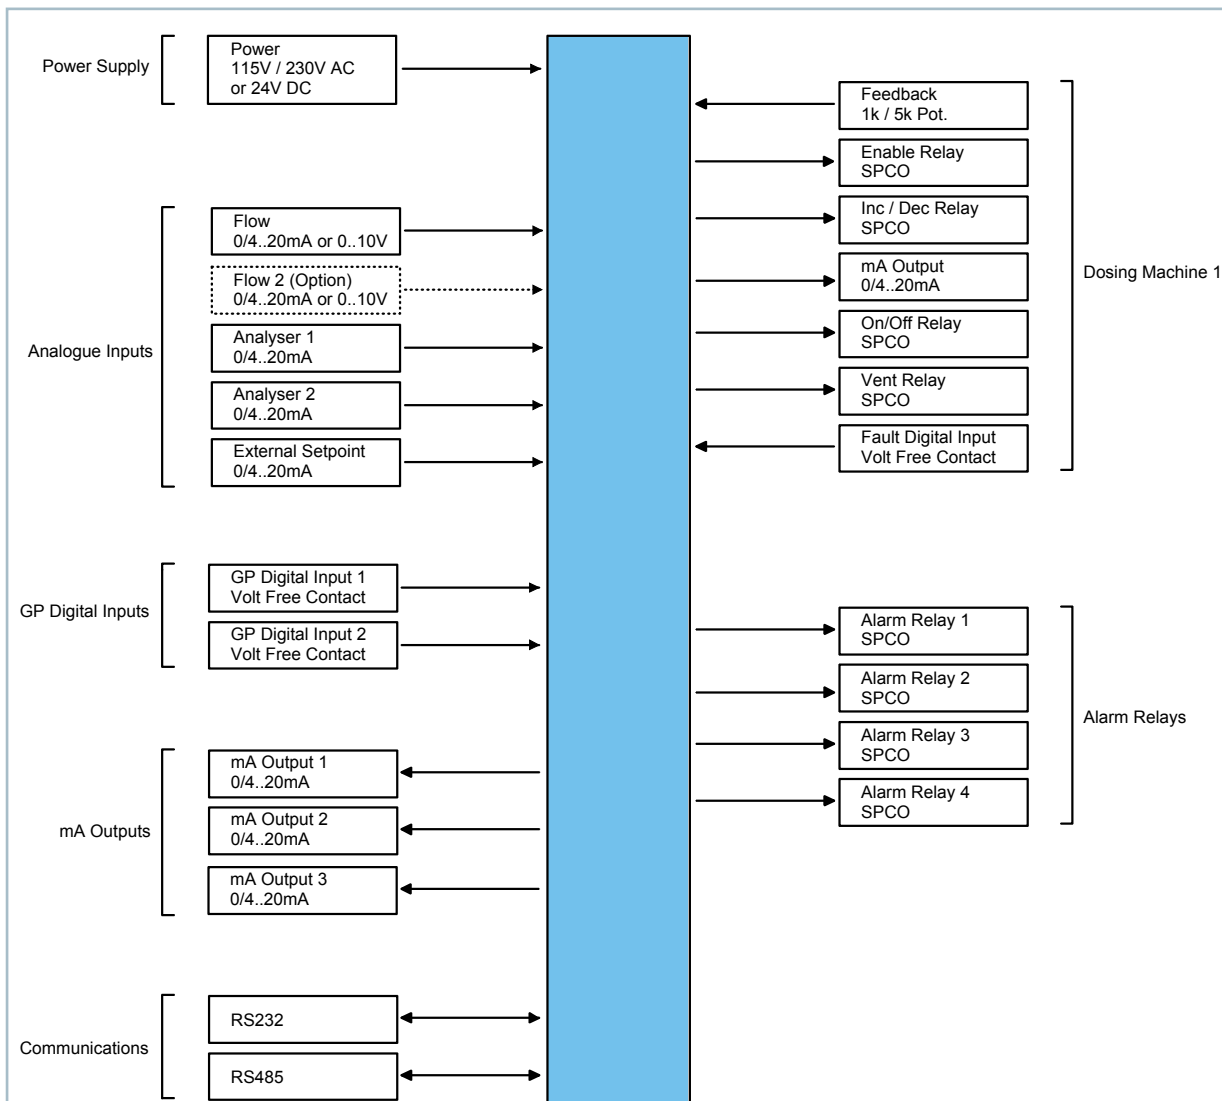 Power Supply
Power
115V / 230V AC
or 24V DC
Analogue Inputs
Flow
0/4..20mA or 0..10V
Flow 2 (Option)
0/4..20mA or 0..10V
Analyser 1
0/4..20mA
Analyser 2
0/4..20mA
External Setpoint
0/4..20mA
GP Digital Inputs
GP Digital Input 1
Volt Free Contact
GP Digital Input 2
Volt Free Contact
mA Outputs
mA Output 1
0/4..20mA
mA Output 2
0/4..20mA
mA Output 3
0/4..20mA
Communications
RS232
RS485
Feedback
1k / 5k Pot.
Enable Relay
SPCO
Inc / Dec Relay
SPCO
mA Output
0/4..20mA
On/Off Relay
SPCO
Vent Relay
SPCO
Fault Digital Input
Volt Free Contact
Dosing Machine 1
Alarm Relay 1
SPCO
Alarm Relay 2
SPCO
Alarm Relay 3
SPCO
Alarm Relay 4
SPCO
Alarm Relays